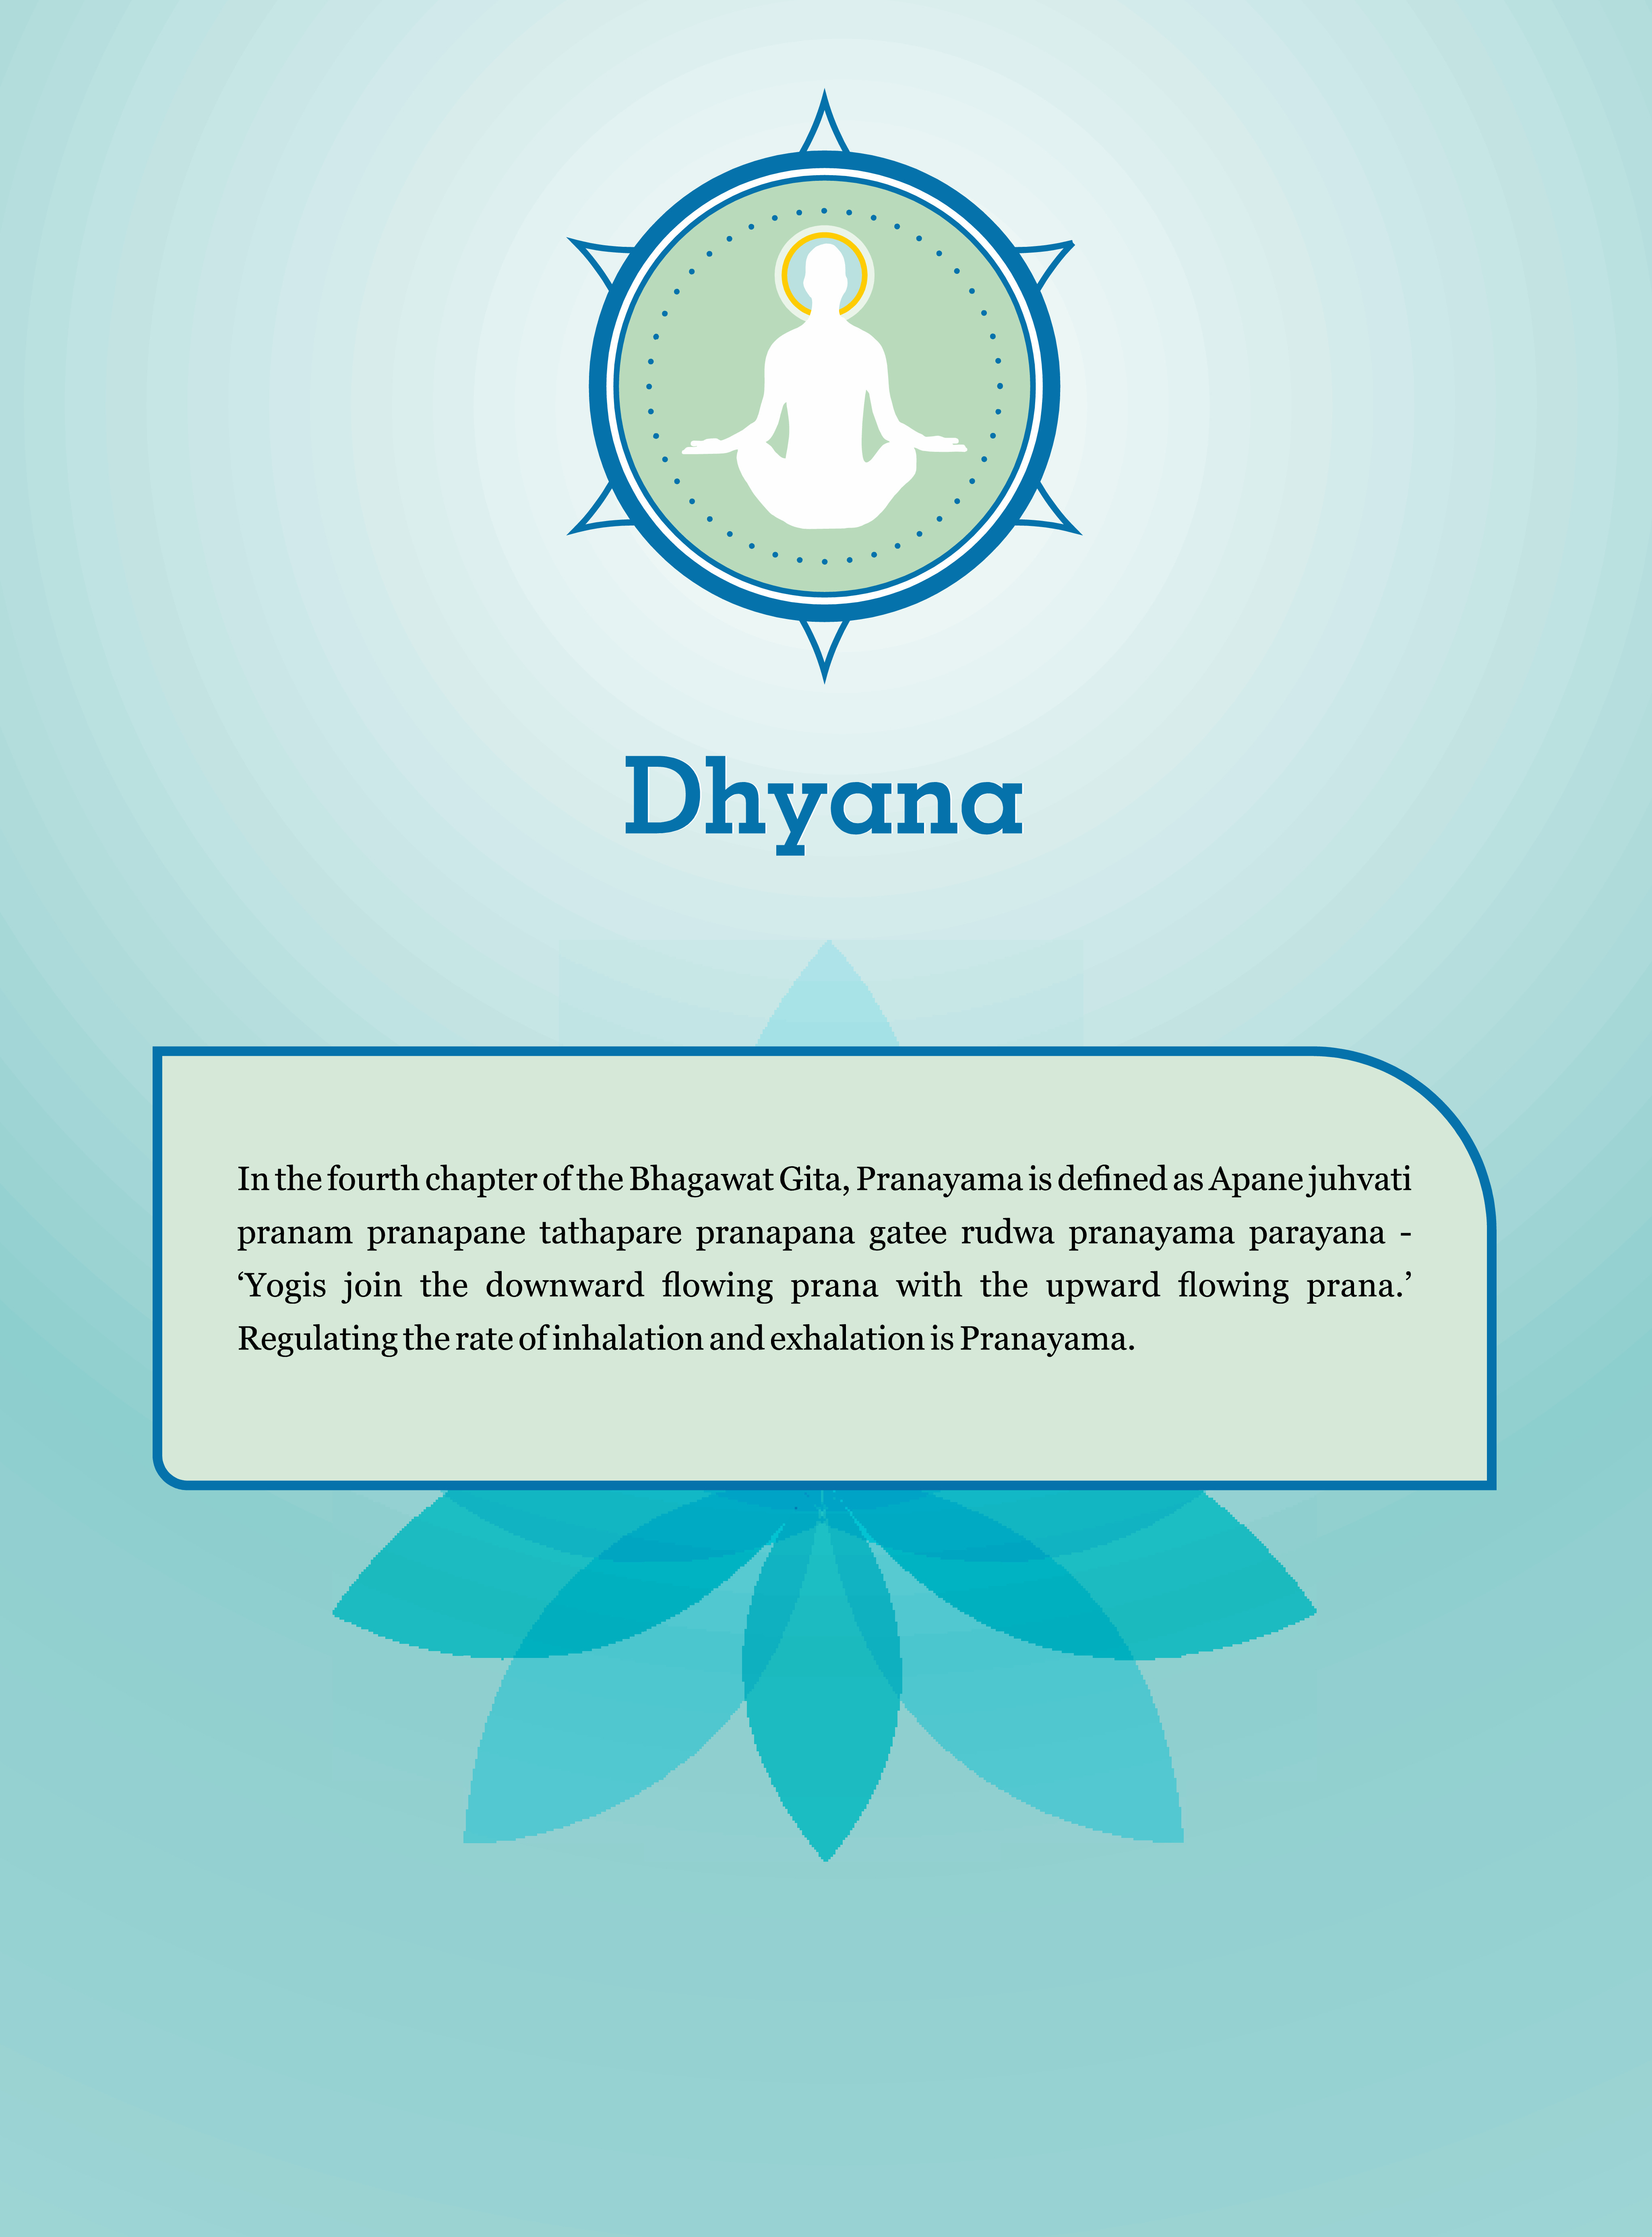 Dhyana
In the fourth chapter of the Bhagawat Gita, Pranayama is defined as Apane juhvati
pranam pranapane tathapare pranapana gatee rudwa pranayama parayana -
‘Yogis join the downward flowing prana with the upward flowing prana.’
Regulating the rate of inhalation and exhalation is Pranayama.